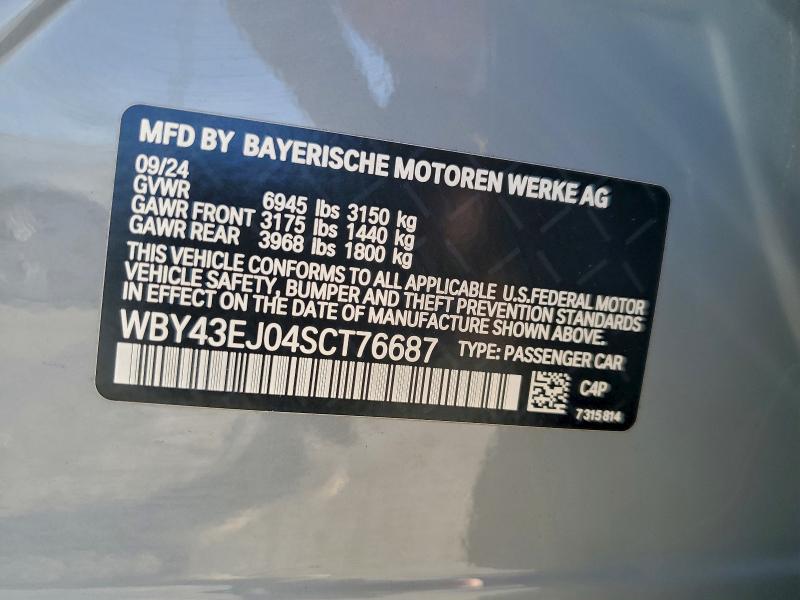 MFD BY BAYERISCHE MOTOREN WERKE AG
09/24
GVWR 6945 lbs 3150 kg
GAWR FRONT 3175 lbs 1440 kg
GAWR REAR 3968 lbs 1800 kg
THIS VEHICLE CONFORMS TO ALL APPLICABLE U.S.FEDERAL MOTOR
VEHICLE SAFETY, BUMPER AND THEFT PREVENTION STANDARDS
IN EFFECT ON THE DATE OF MANUFACTURE SHOWN ABOVE.
WBY43EJ04SCT76687 TYPE: PASSENGER CAR
C4P
7315814